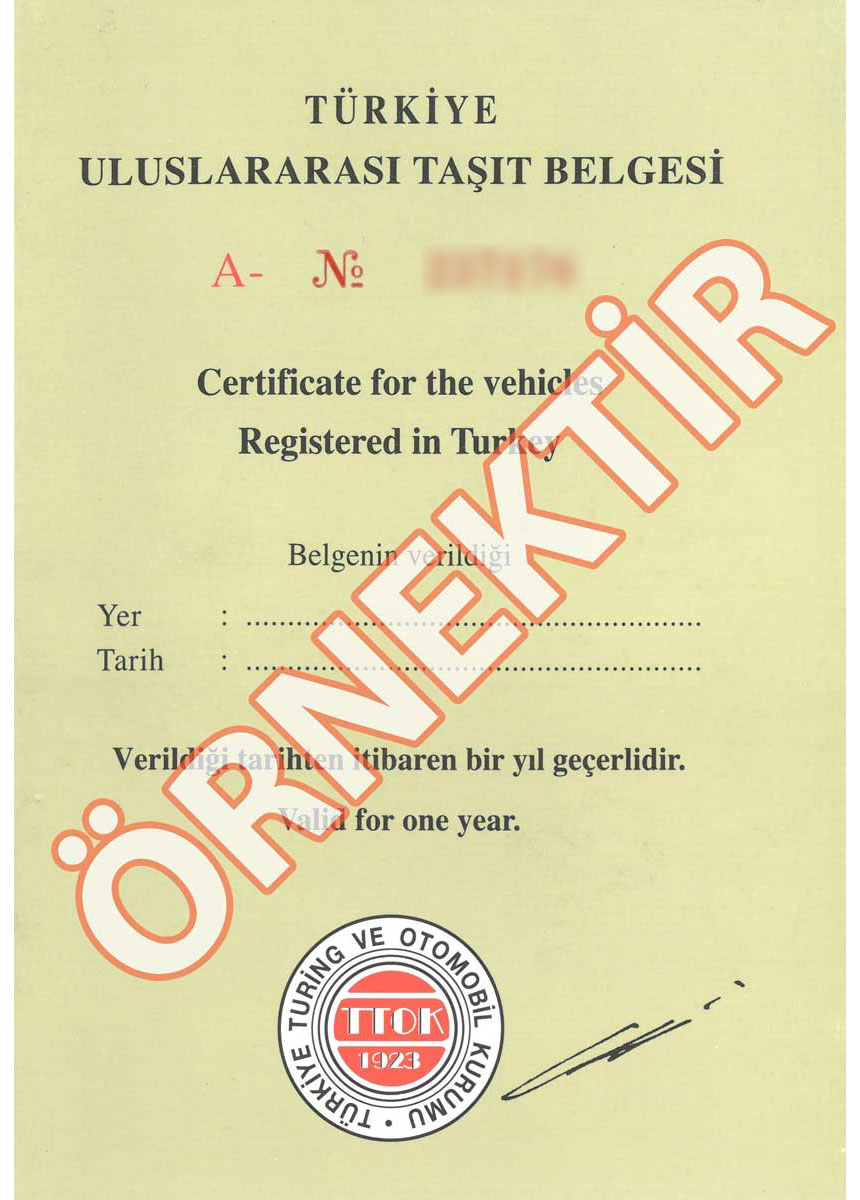 TÜRKİYE
ULUSLARARASI TAŞIT BELGESİ
A- №
Certificate for the vehicles
Registered in Turkey
Belgenin verildiği
Yer : ......................................................
Tarih : ......................................................
Verildiği tarihten itibaren bir yıl geçerlidir.
Valid for one year.
ÖRNEKTİR
TÜRKİYE TURİNG VE OTOMOBİL KURUMU •
TTOK
1923